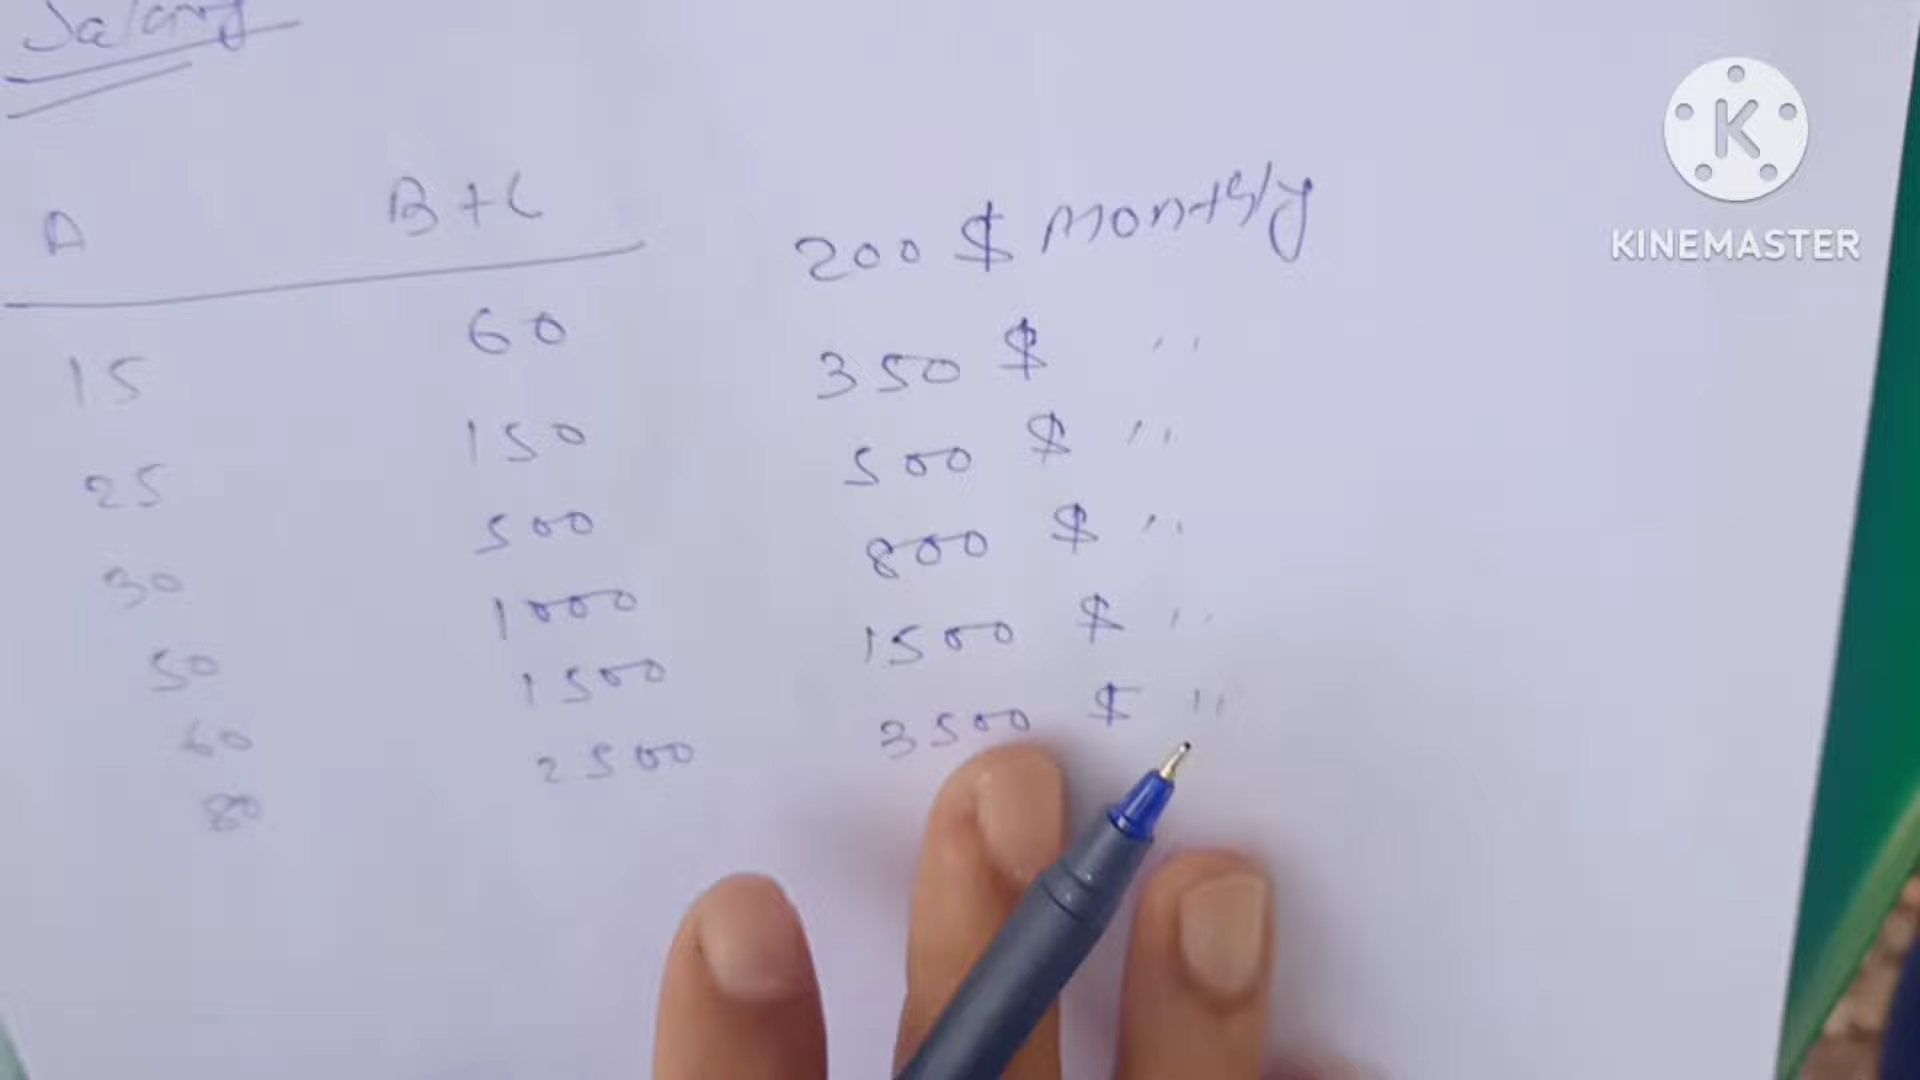 Salary
A B+C
15 60 200 $ monthly
25 150 350 $ "
30 500 500 $ "
50 1000 800 $ "
60 1500 1500 $ "
80 2500 3500 $ "
KINEMASTER